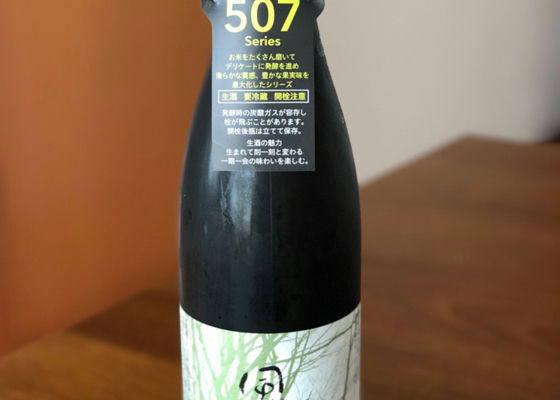 507
Series
お米をたくさん磨いて
デリケートに発酵を進め
滑らかな質感、豊かな果実味を
最大化したシリーズ
生酒 要冷蔵 開栓注意
発酵時の炭酸ガスが容存し
栓が飛ぶことがあります。
開栓後瓶は立てて保存。
生酒の魅力
生まれて刻一刻と変わる
一期一会の味わいを楽しむ。
風